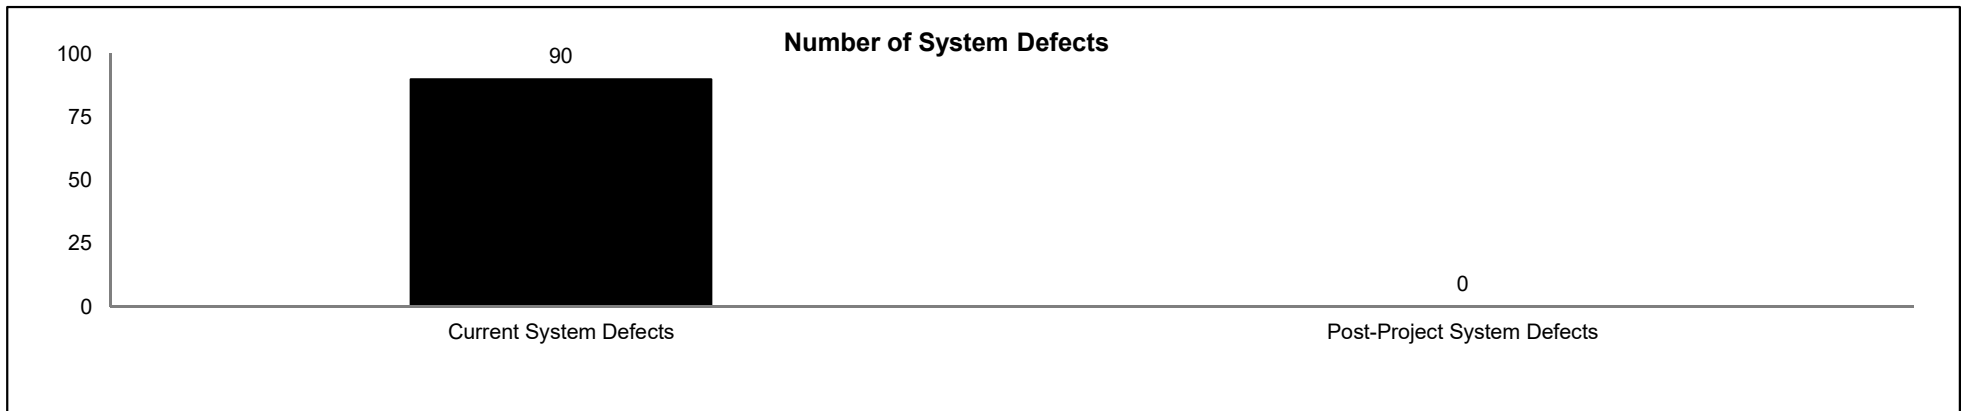 Number of System Defects
100
75
50
25
0
90
0
Current System Defects
Post-Project System Defects